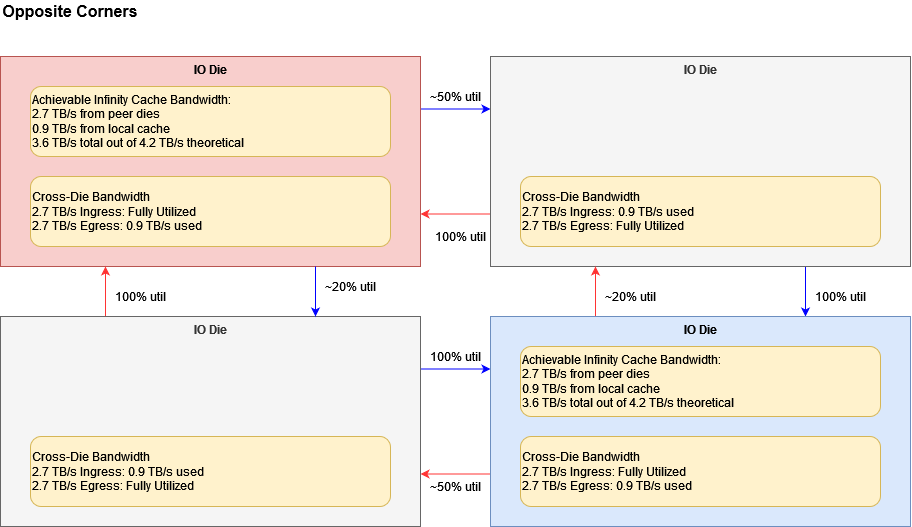 Opposite Corners
IO Die
Achievable Infinity Cache Bandwidth:
2.7 TB/s from peer dies
0.9 TB/s from local cache
3.6 TB/s total out of 4.2 TB/s theoretical
Cross-Die Bandwidth
2.7 TB/s Ingress: Fully Utilized
2.7 TB/s Egress: 0.9 TB/s used
~50% util
100% util
IO Die
Cross-Die Bandwidth
2.7 TB/s Ingress: 0.9 TB/s used
2.7 TB/s Egress: Fully Utilized
100% util
~20% util
~20% util
100% util
IO Die
Cross-Die Bandwidth
2.7 TB/s Ingress: 0.9 TB/s used
2.7 TB/s Egress: Fully Utilized
100% util
~50% util
IO Die
Achievable Infinity Cache Bandwidth:
2.7 TB/s from peer dies
0.9 TB/s from local cache
3.6 TB/s total out of 4.2 TB/s theoretical
Cross-Die Bandwidth
2.7 TB/s Ingress: Fully Utilized
2.7 TB/s Egress: 0.9 TB/s used